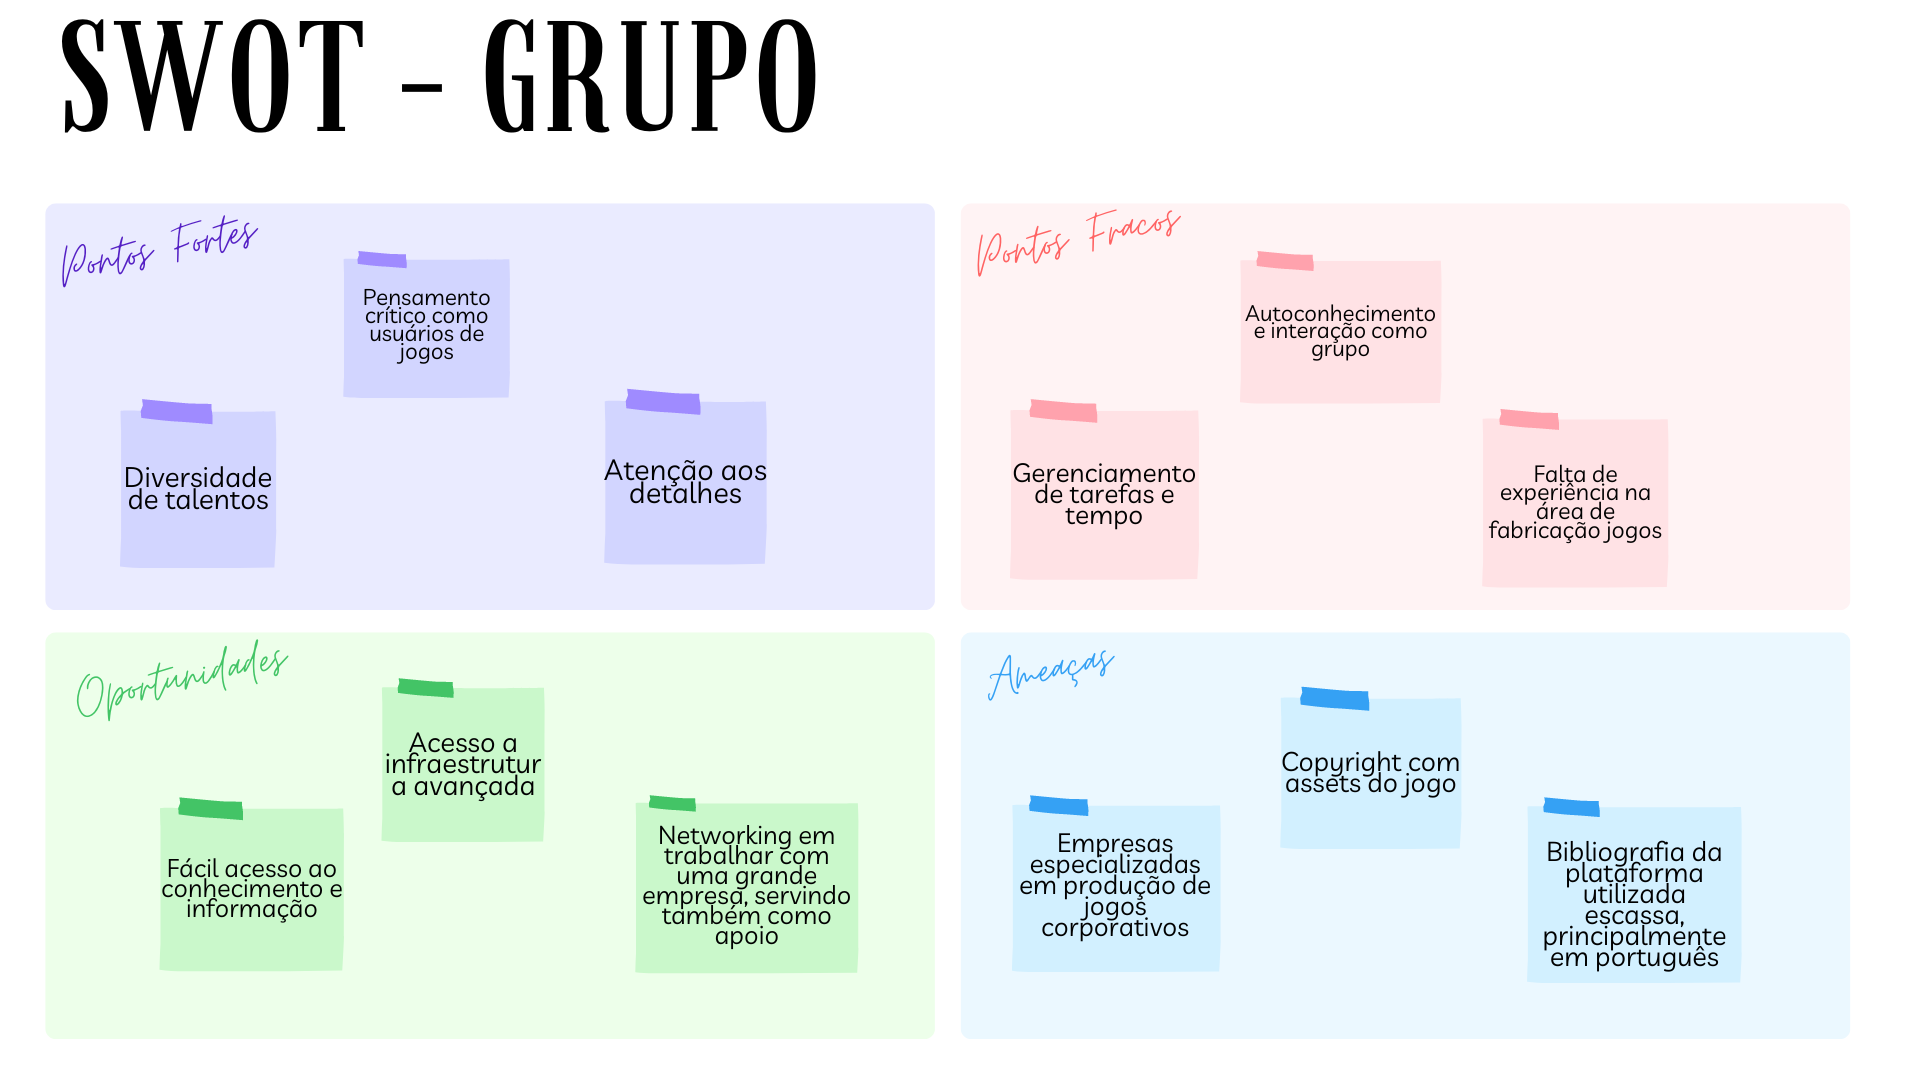 SWOT - GRUPO
Pontos Fortes
Pensamento
crítico como
usuários de
jogos
Diversidade
de talentos
Atenção aos
detalhes
Pontos Fracos
Autoconhecimento
e interação como
grupo
Gerenciamento
de tarefas e
tempo
Falta de
experiência na
área de
fabricação jogos
Oportunidades
Acesso a
infraestrutur
a avançada
Fácil acesso ao
conhecimento e
informação
Networking em
trabalhar com
uma grande
empresa, servindo
também como
apoio
Ameaças
Copyright com
assets do jogo
Empresas
especializadas
em produção de
jogos
corporativos
Bibliografia da
plataforma
utilizada
escassa,
principalmente
em português